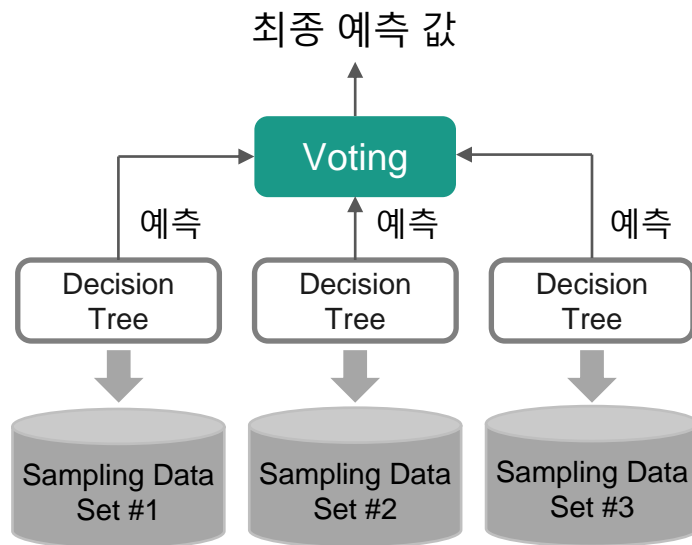 최종 예측 값
Voting
예측
예측
예측
Decision
Tree
Decision
Tree
Decision
Tree
Sampling Data
Set #1
Sampling Data
Set #2
Sampling Data
Set #3